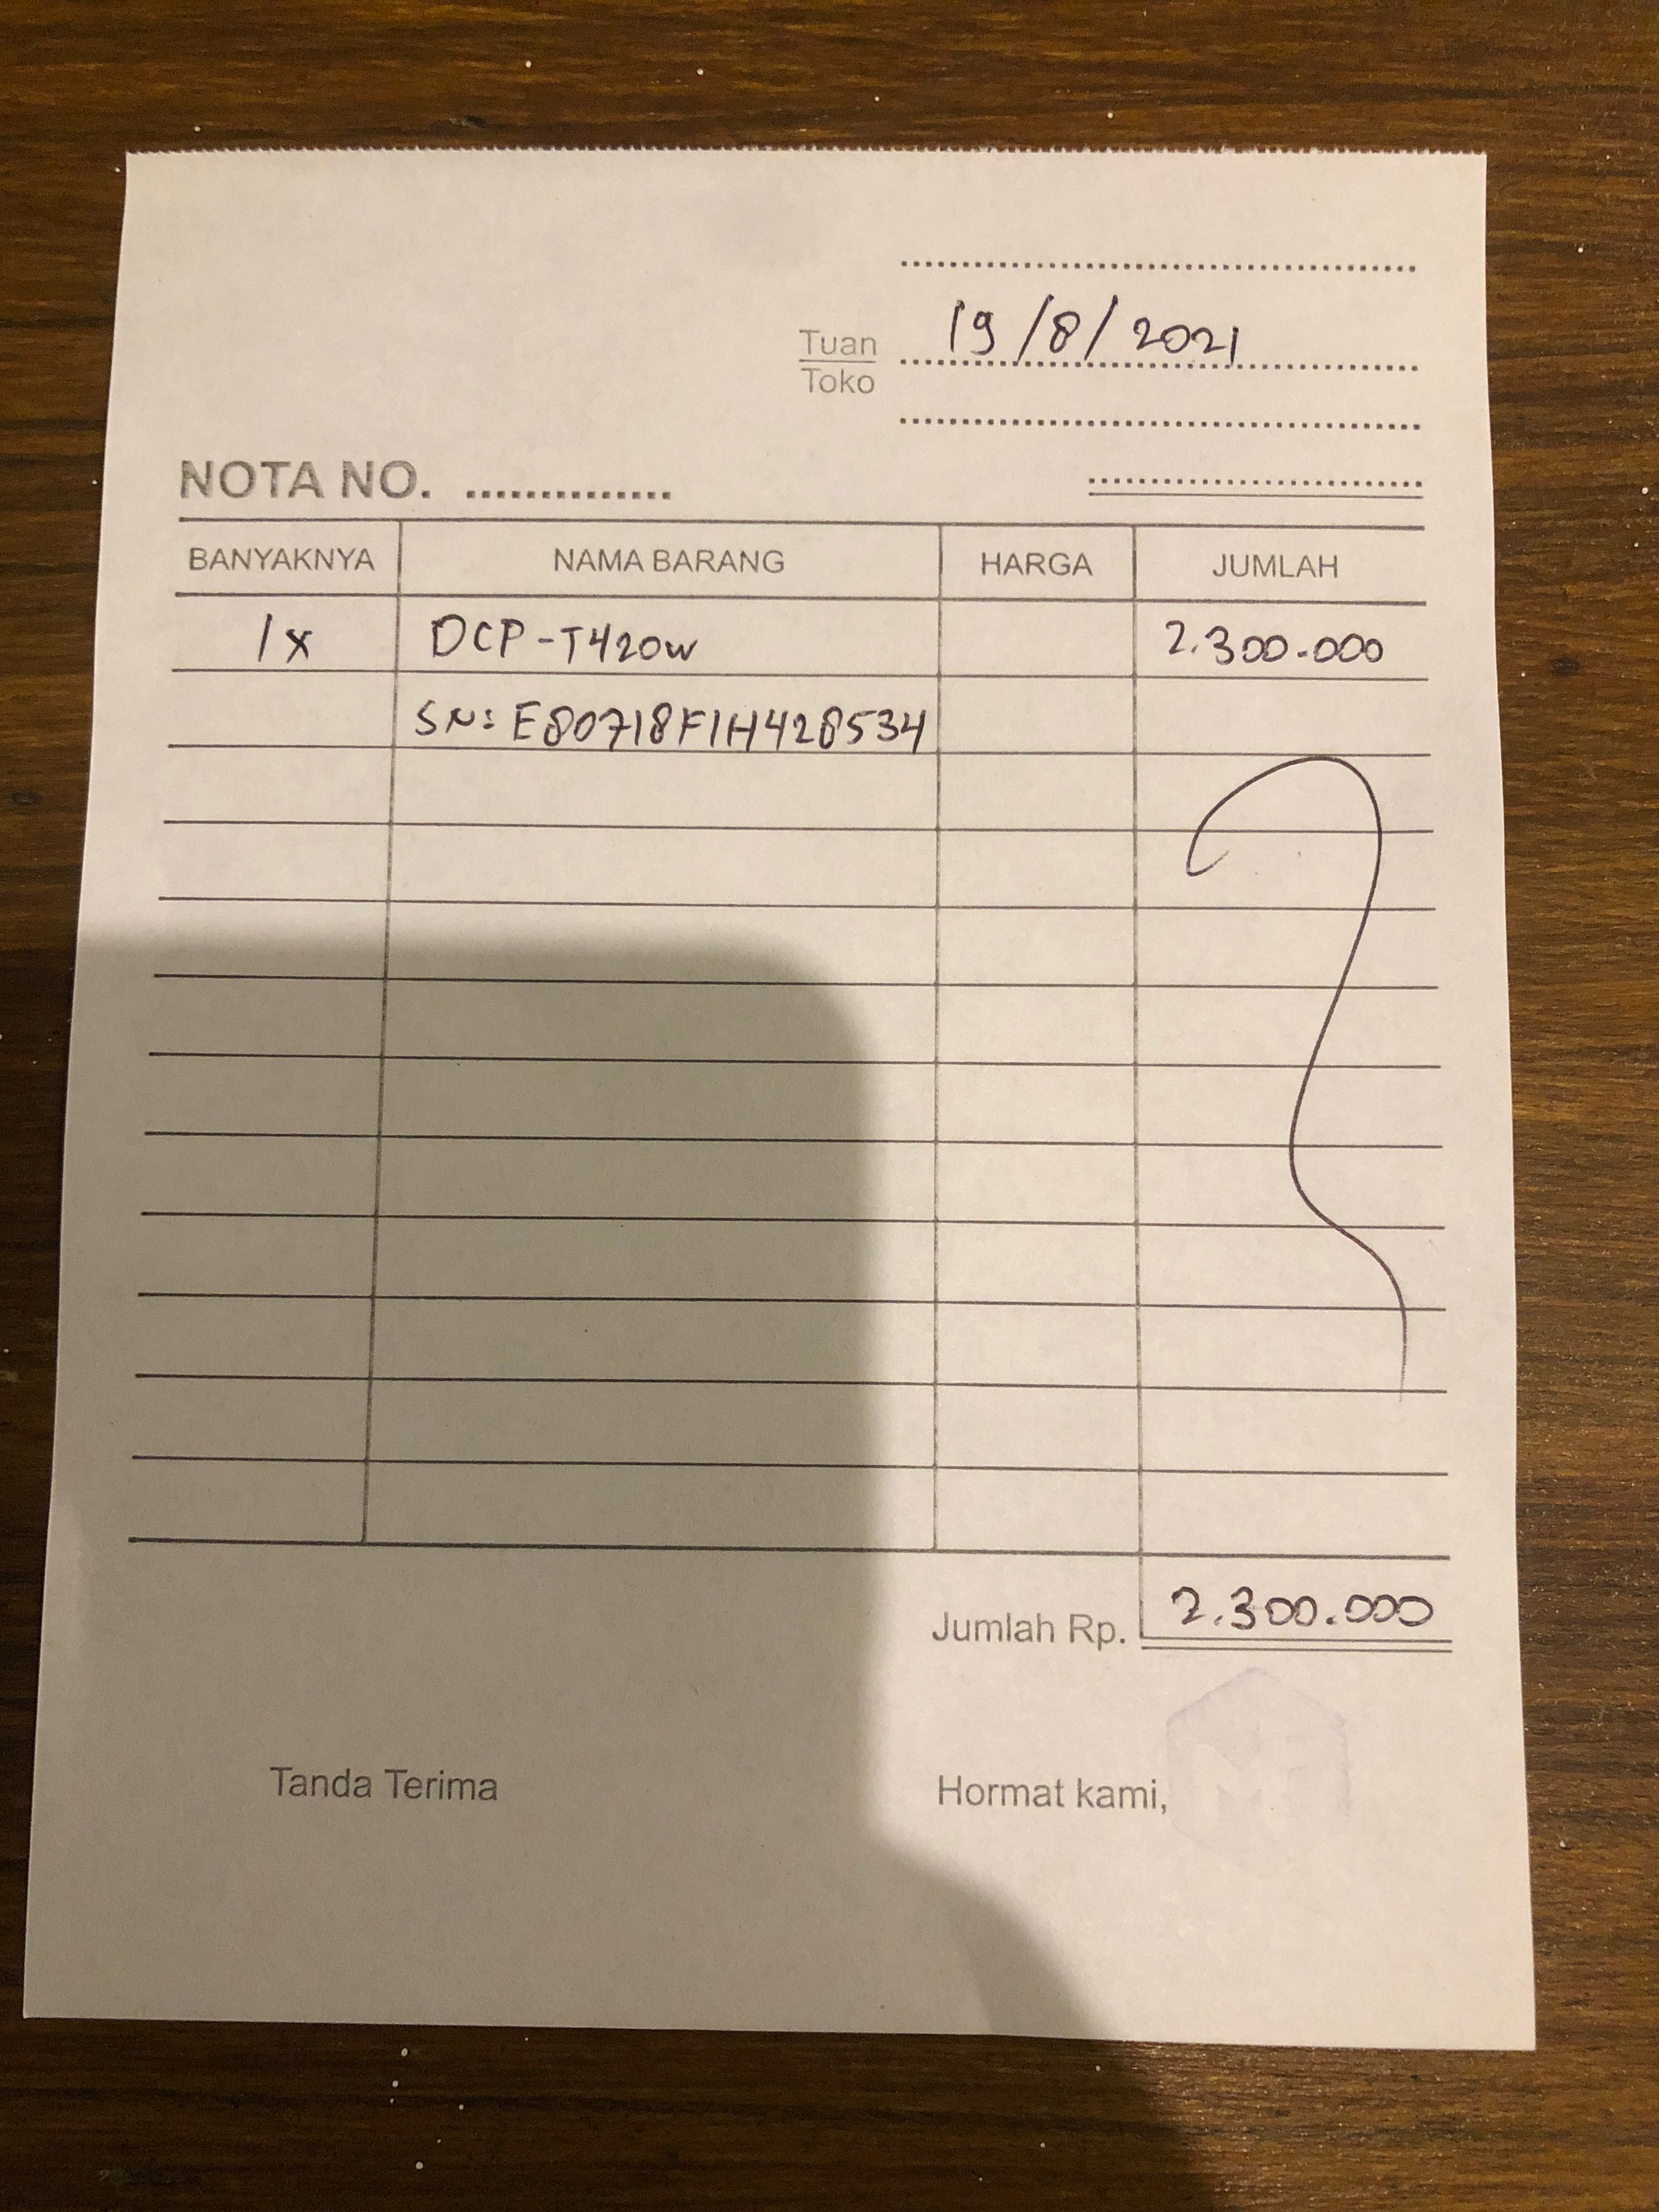 19/8/2021
Tuan
Toko
NOTA NO. ..............
BANYAKNYA NAMA BARANG HARGA JUMLAH
1x DCP-T420w 2.300.000
SN: E80718F1H428534
Jumlah Rp. 2.300.000
Tanda Terima Hormat kami,